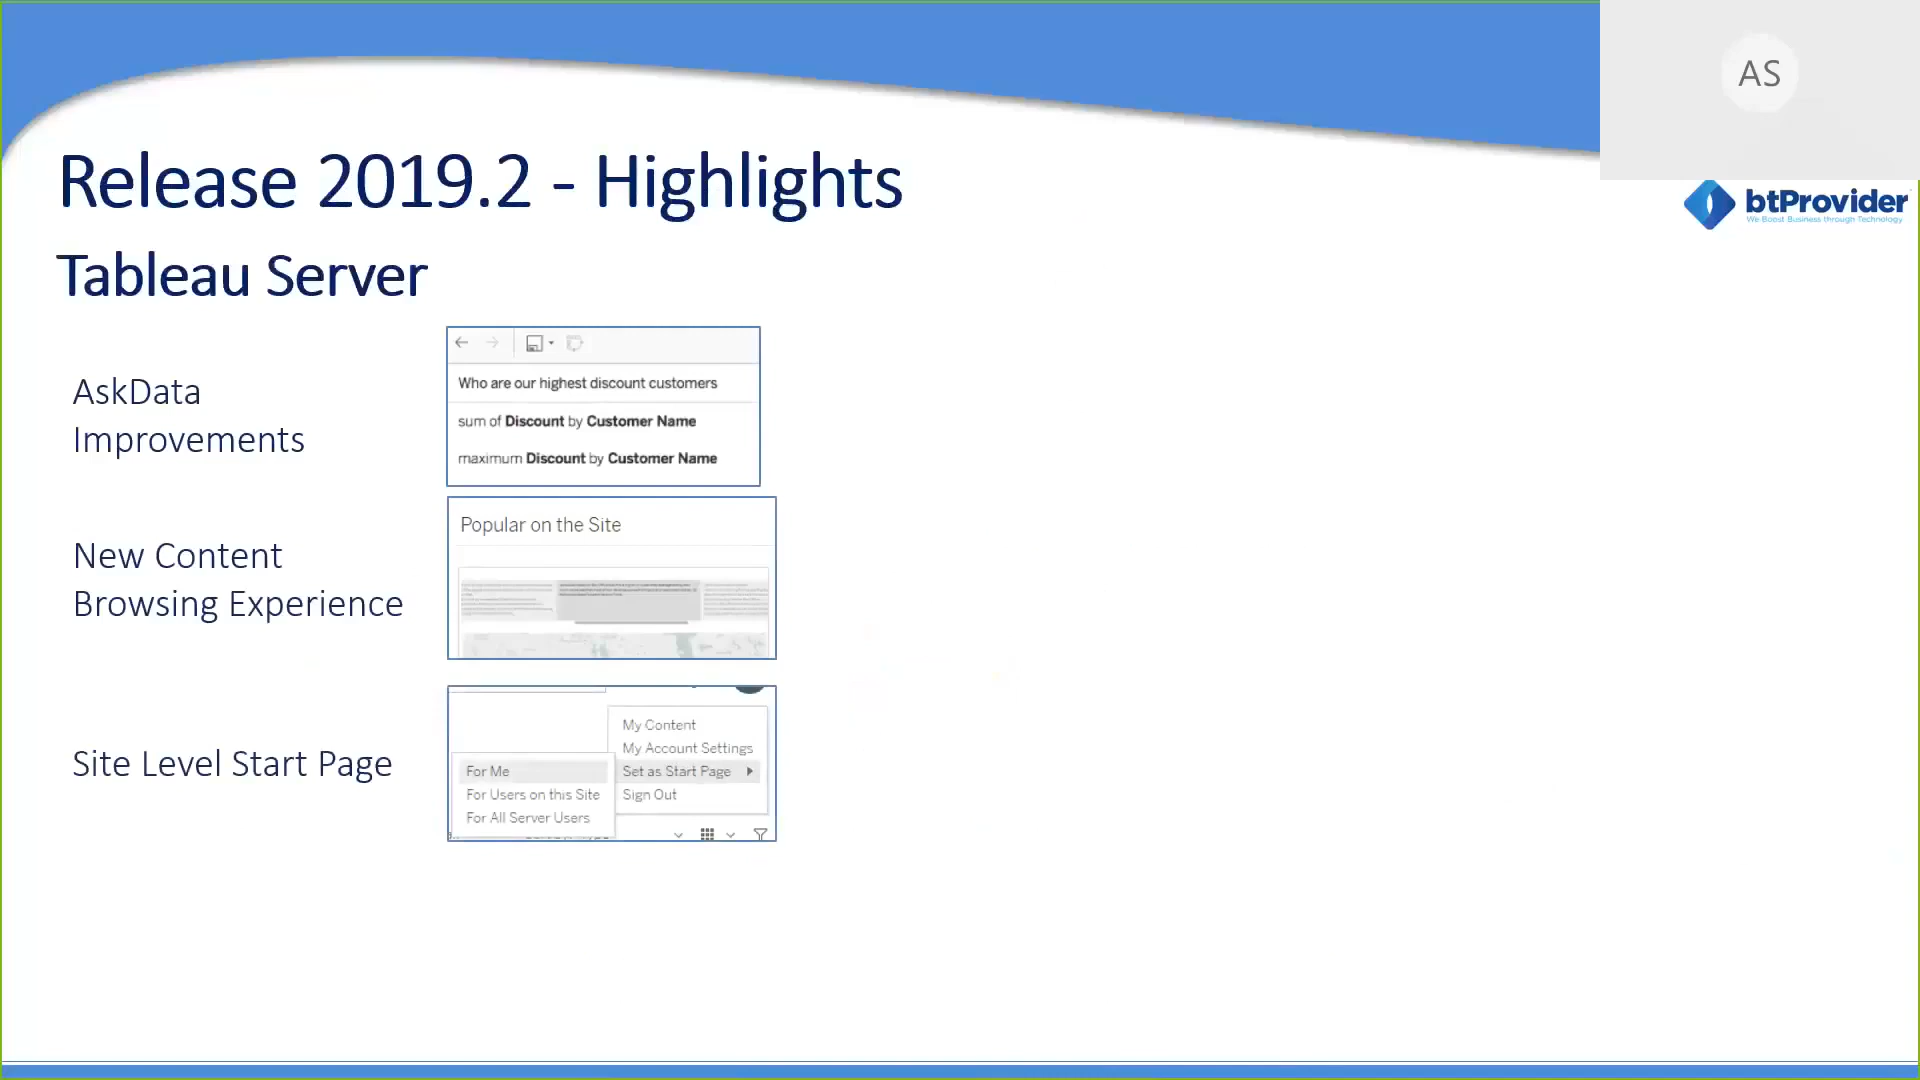 AS
Release 2019.2 - Highlights
btProvider
We Boost Business through Technology
Tableau Server
AskData
Improvements
Who are our highest discount customers
sum of Discount by Customer Name
maximum Discount by Customer Name
New Content
Browsing Experience
Popular on the Site
Site Level Start Page
My Content
My Account Settings
Set as Start Page
Sign Out
For Me
For Users on this Site
For All Server Users